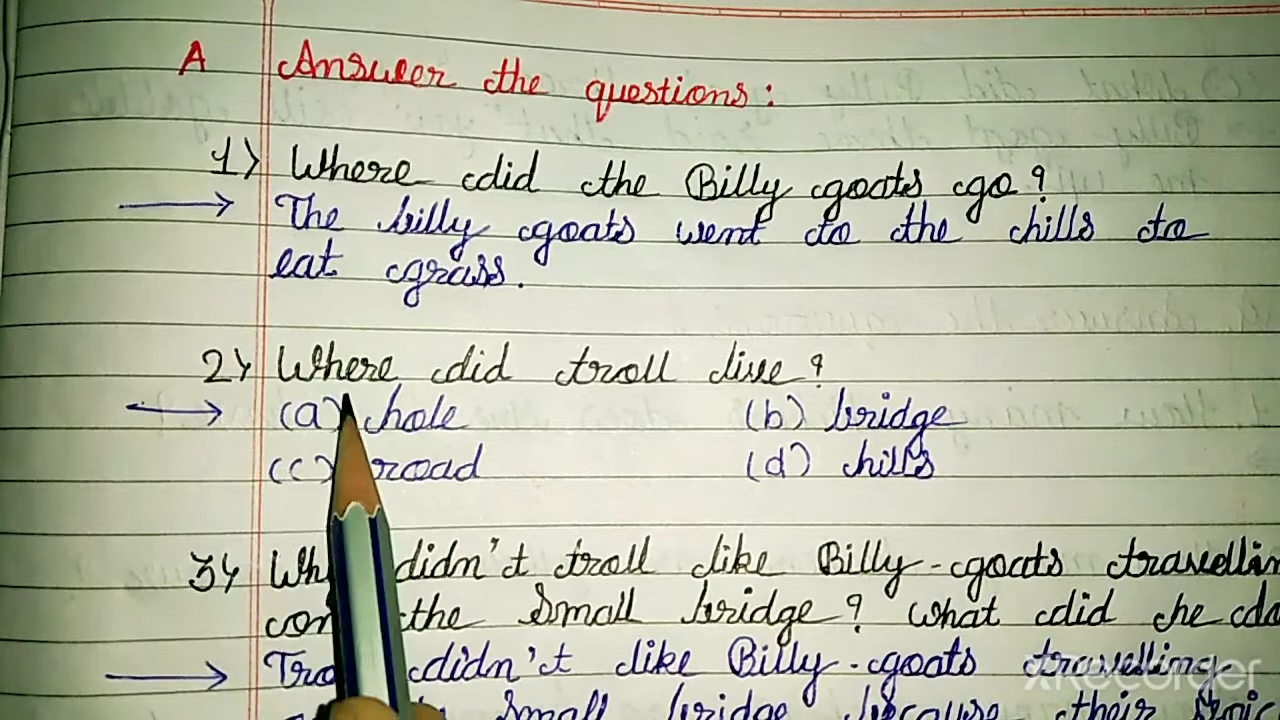 A Answer the questions:
1) Where did the Billy goats go?
→ The billy goats went to the hills to
eat grass.
2) Where did troll live?
→ (a) hole (b) bridge
(c) road (d) hills
3) didn't troll like Billy-goats travelling
the small bridge? What did he do
→ didn't like Billy-goats travelling
small bridge because their
XRecorder